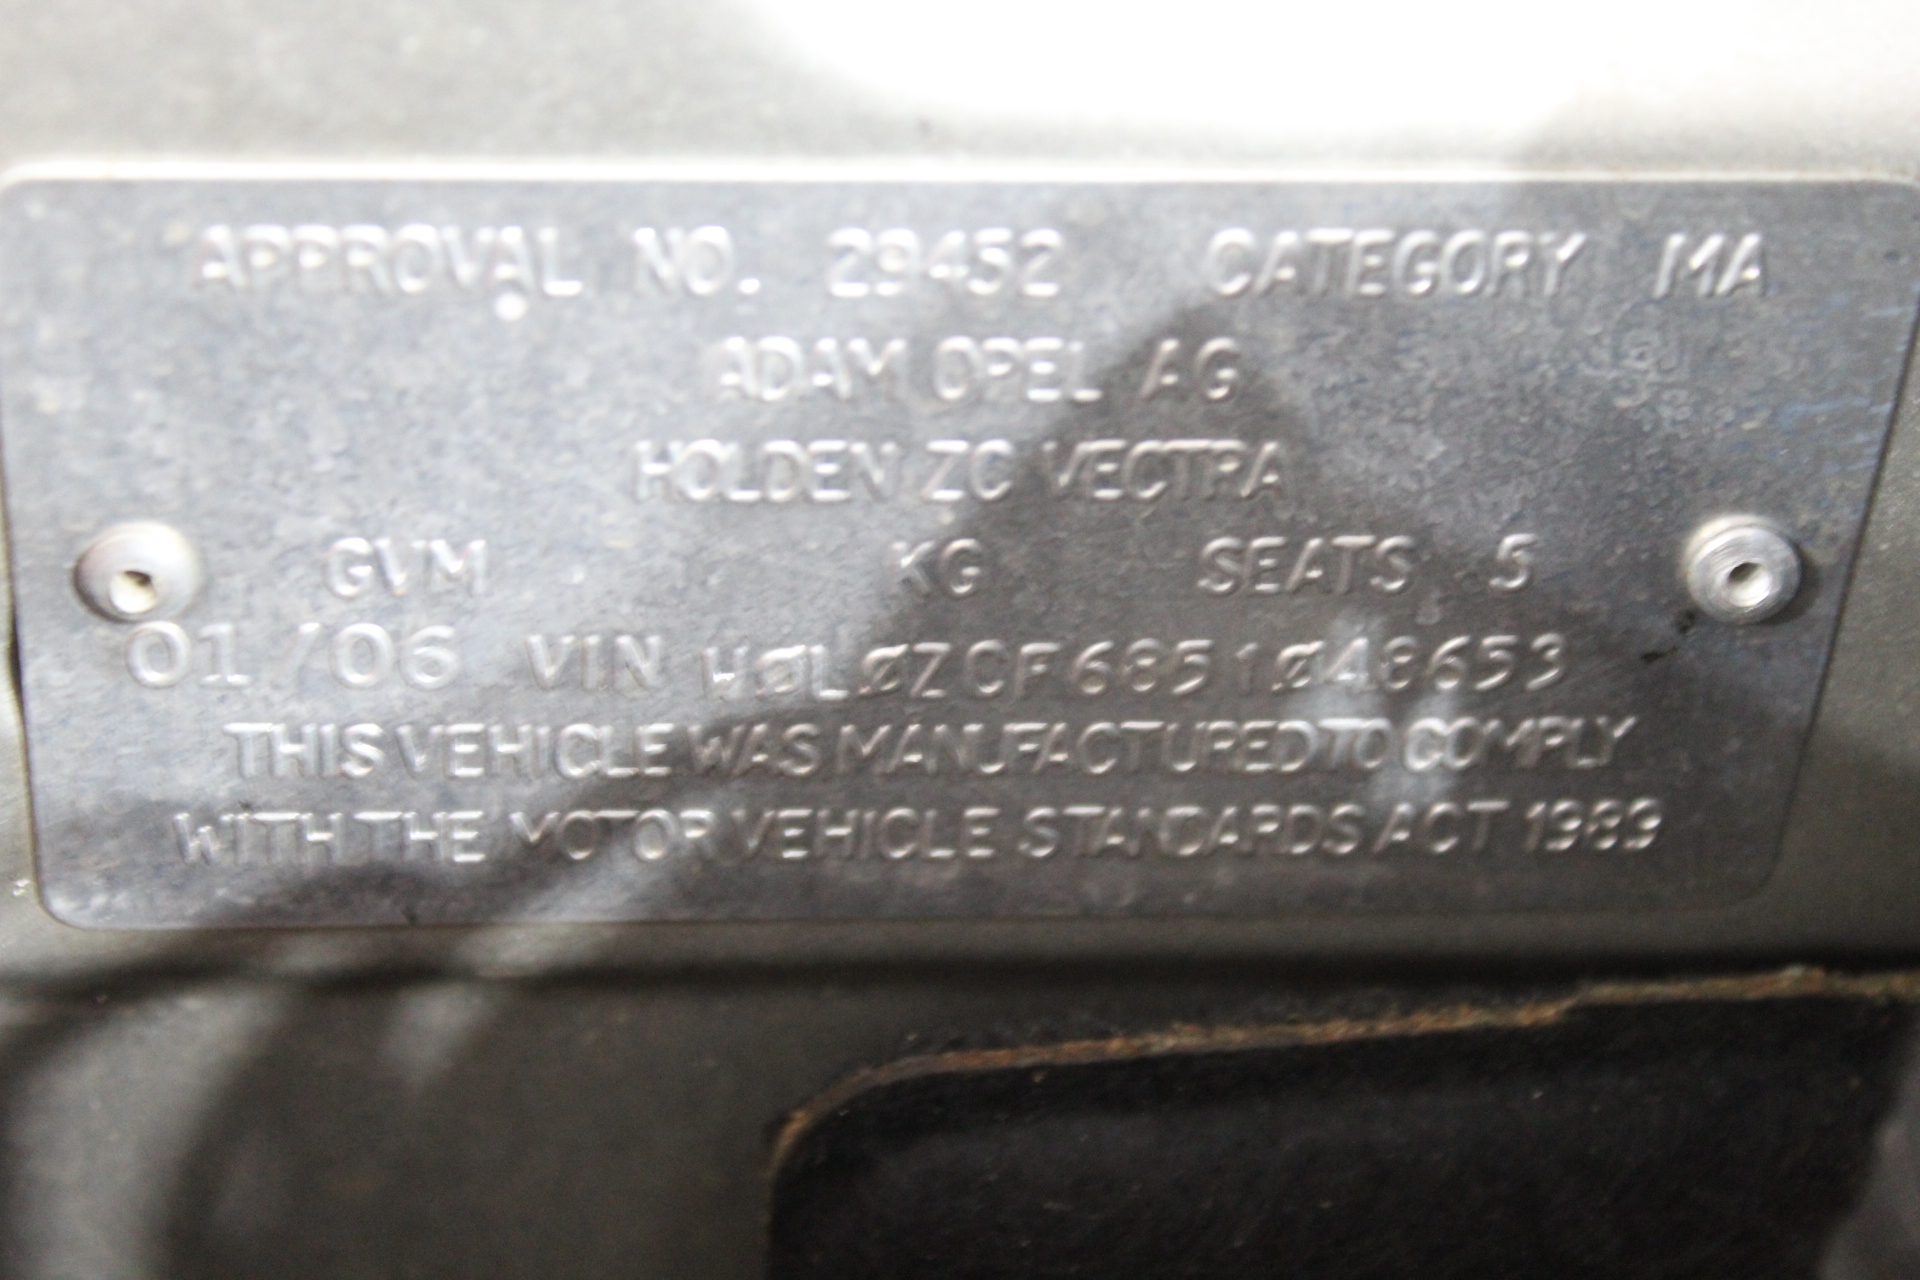 APPROVAL NO. 29452 CATEGORY MA
ADAM OPEL AG
HOLDEN ZC VECTRA
GVM KG SEATS 5
01/06 VIN WØLØZCF6851Ø48653
THIS VEHICLE WAS MANUFACTURED TO COMPLY
WITH THE MOTOR VEHICLE STANDARDS ACT 1989